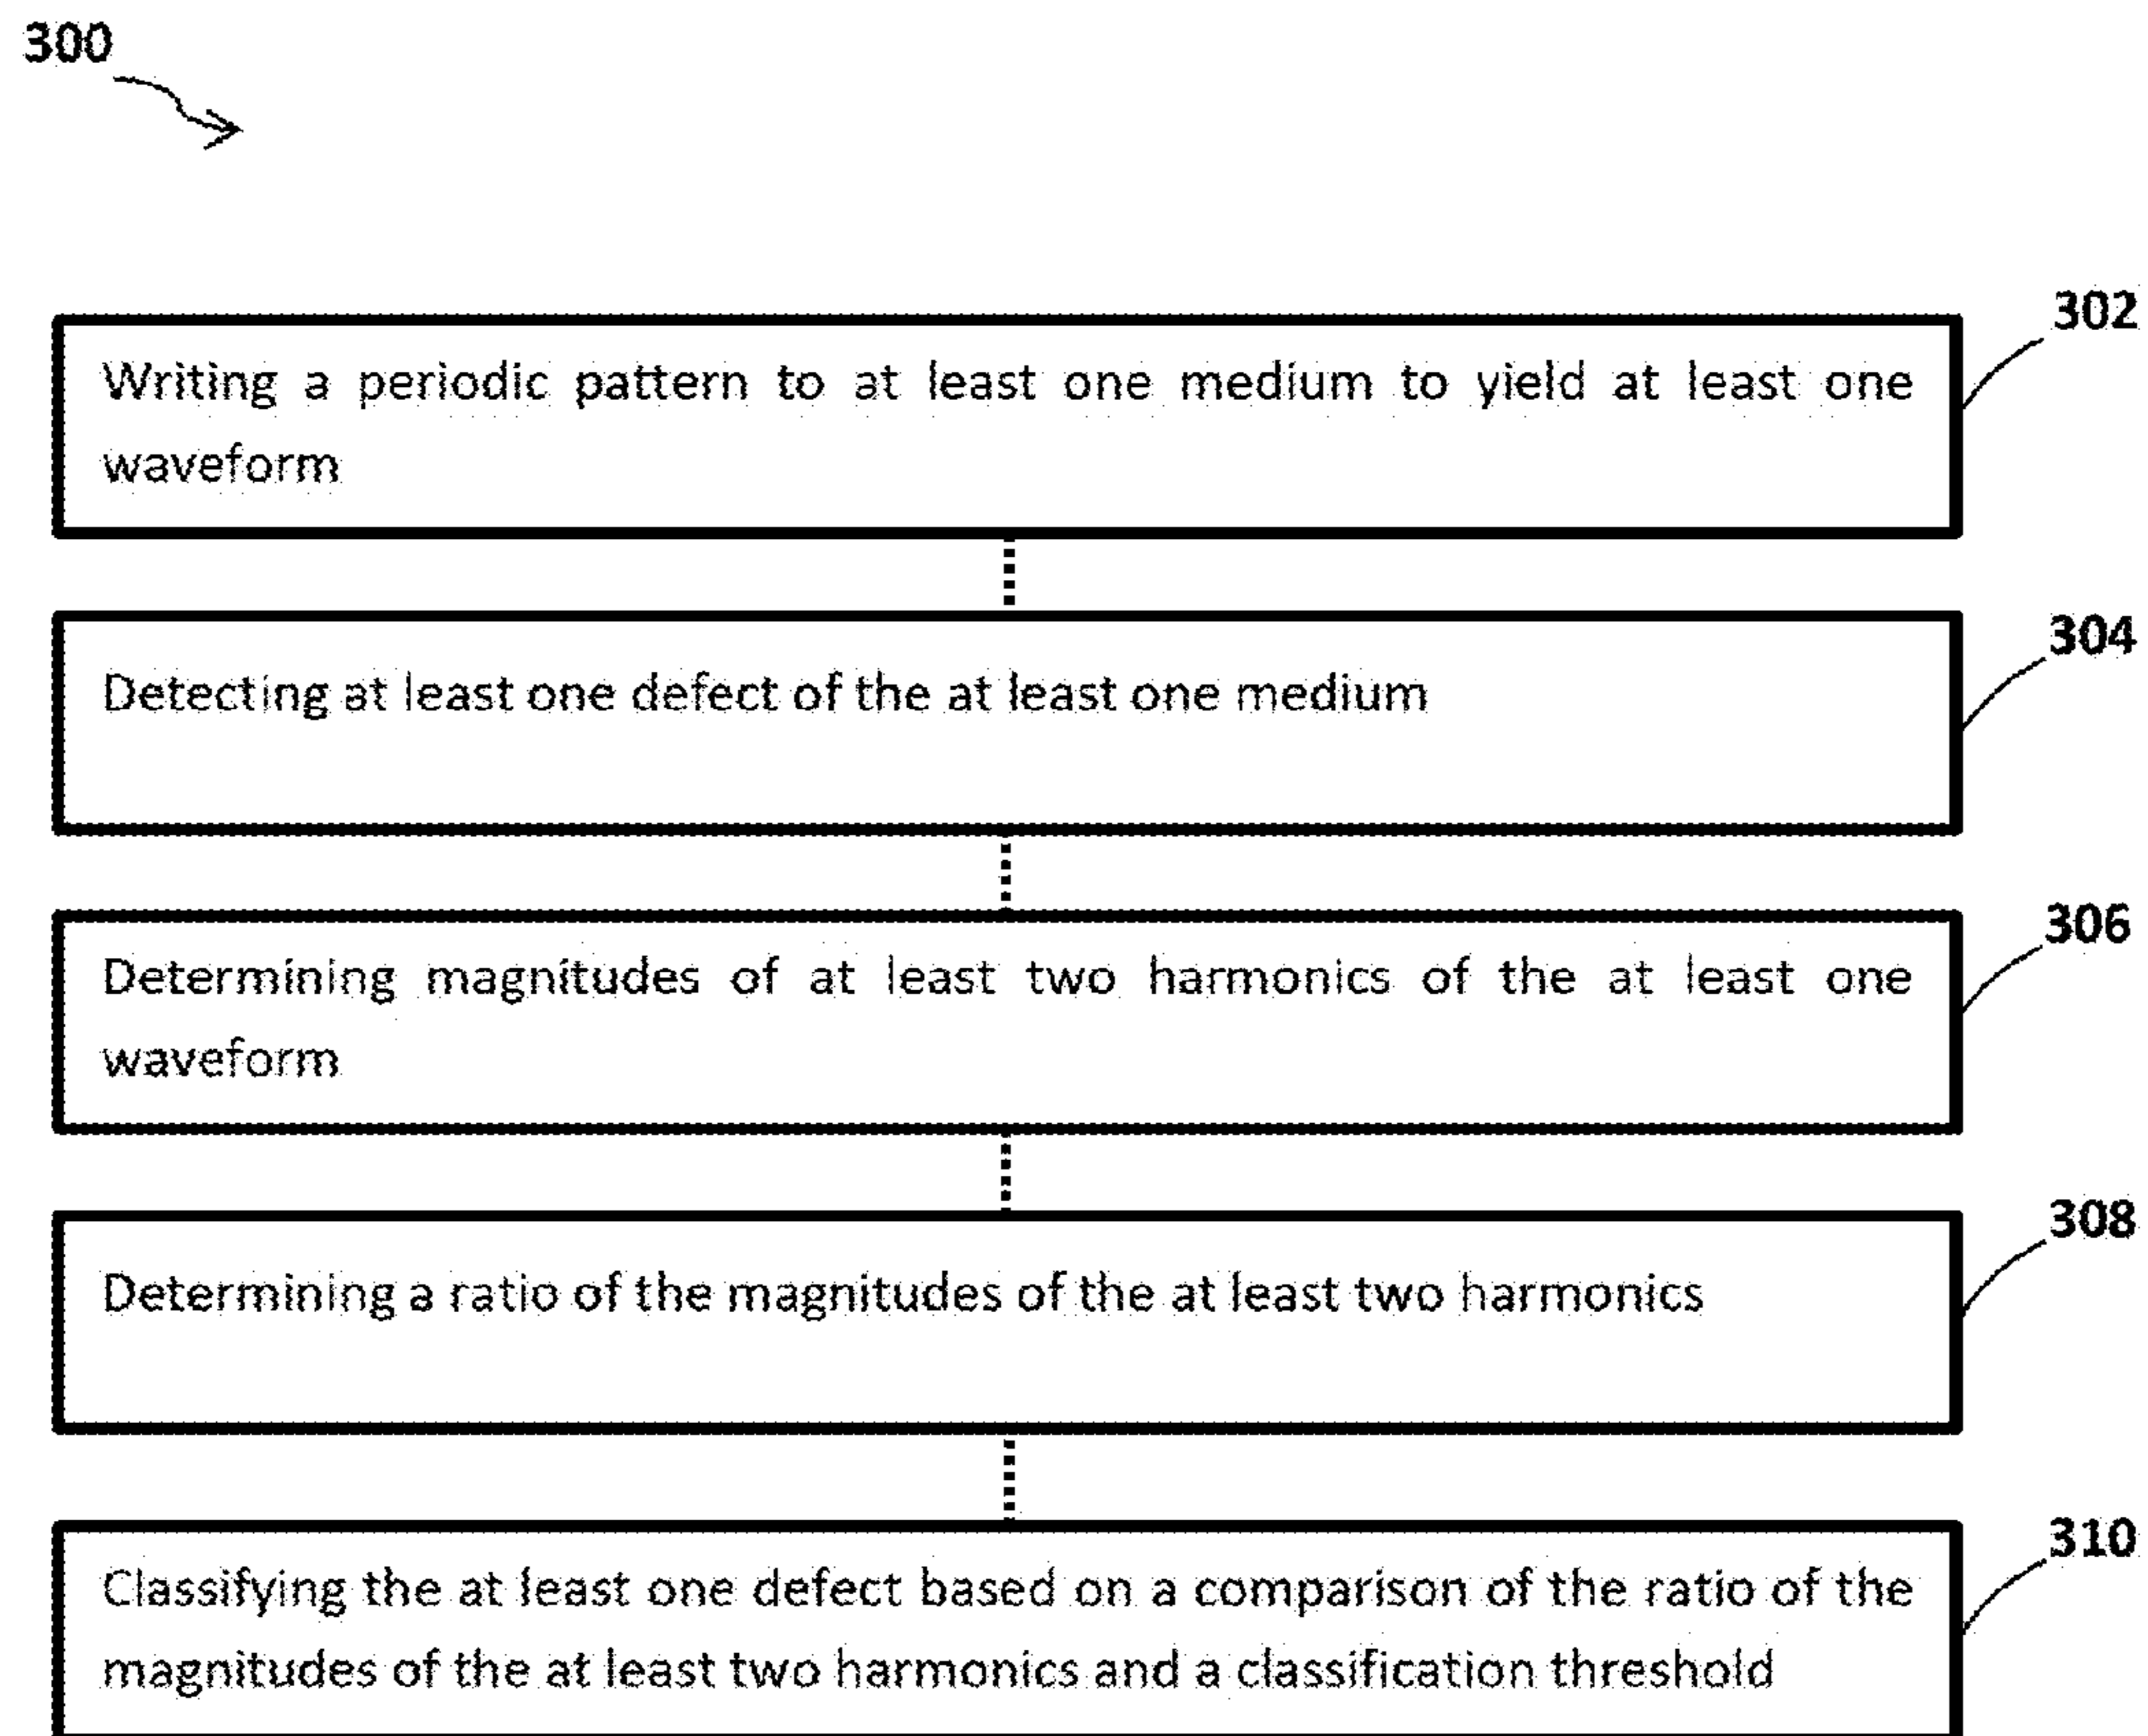 300
302
Writing a periodic pattern to at least one medium to yield at least one
waveform
304
Detecting at least one defect of the at least one medium
306
Determining magnitudes of at least two harmonics of the at least one
waveform
308
Determining a ratio of the magnitudes of the at least two harmonics
310
Classifying the at least one defect based on a comparison of the ratio of the
magnitudes of the at least two harmonics and a classification threshold